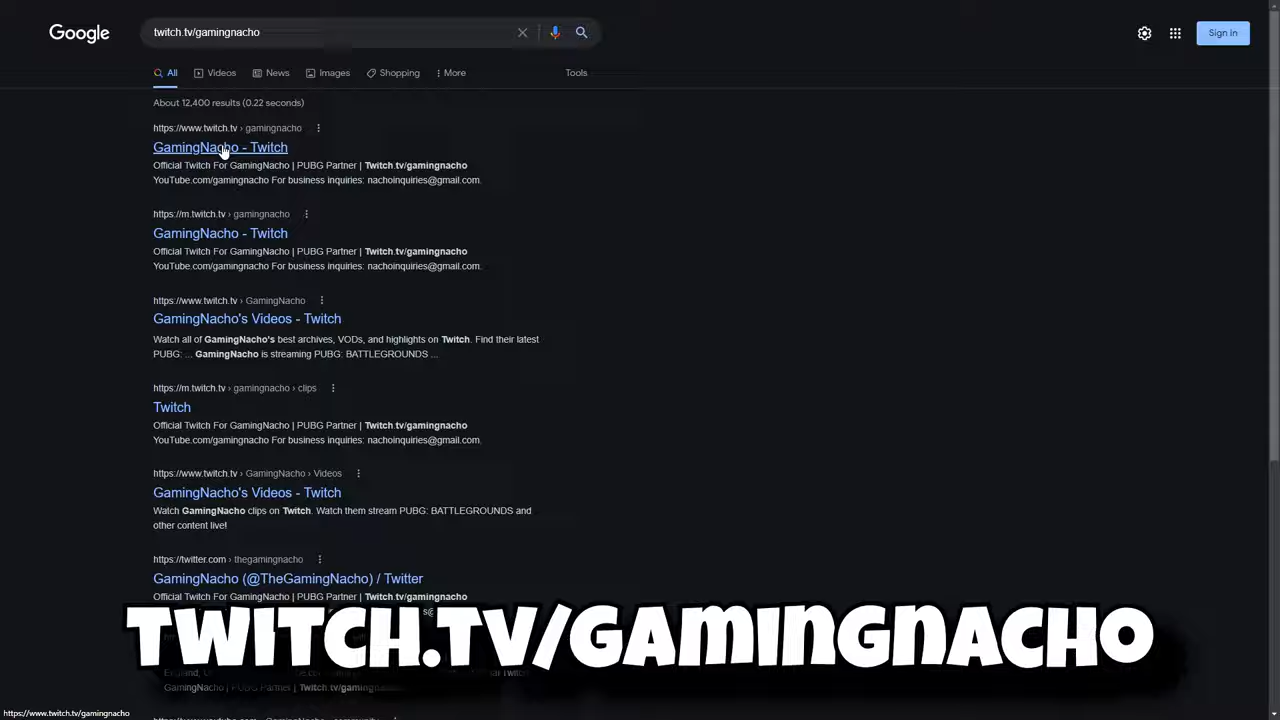 Google
twitch.tv/gamingnacho
Sign in
All Videos News Images Shopping More Tools
About 12,400 results (0.22 seconds)
https://www.twitch.tv › gamingnacho
GamingNacho - Twitch
Official Twitch For GamingNacho | PUBG Partner | Twitch.tv/gamingnacho
YouTube.com/gamingnacho For business inquiries: nachoinquiries@gmail.com.
https://m.twitch.tv › gamingnacho
GamingNacho - Twitch
Official Twitch For GamingNacho | PUBG Partner | Twitch.tv/gamingnacho
YouTube.com/gamingnacho For business inquiries: nachoinquiries@gmail.com.
https://www.twitch.tv › GamingNacho
GamingNacho's Videos - Twitch
Watch all of GamingNacho's best archives, VODs, and highlights on Twitch. Find their latest
PUBG: ... GamingNacho is streaming PUBG: BATTLEGROUNDS ...
https://m.twitch.tv › gamingnacho › clips
Twitch
Official Twitch For GamingNacho | PUBG Partner | Twitch.tv/gamingnacho
YouTube.com/gamingnacho For business inquiries: nachoinquiries@gmail.com.
https://www.twitch.tv › GamingNacho › Videos
GamingNacho's Videos - Twitch
Watch GamingNacho clips on Twitch. Watch them stream PUBG: BATTLEGROUNDS and
other content live!
https://twitter.com › thegamingnacho
GamingNacho (@TheGamingNacho) / Twitter
Official Twitch For GamingNacho | PUBG Partner | Twitch.tv/gamingnacho
TWITCH.TV/GAMINGNACHO
England, U
GamingNacho | PUBG Partner | Twitch.tv/gaming
https://www.twitch.tv/gamingnacho